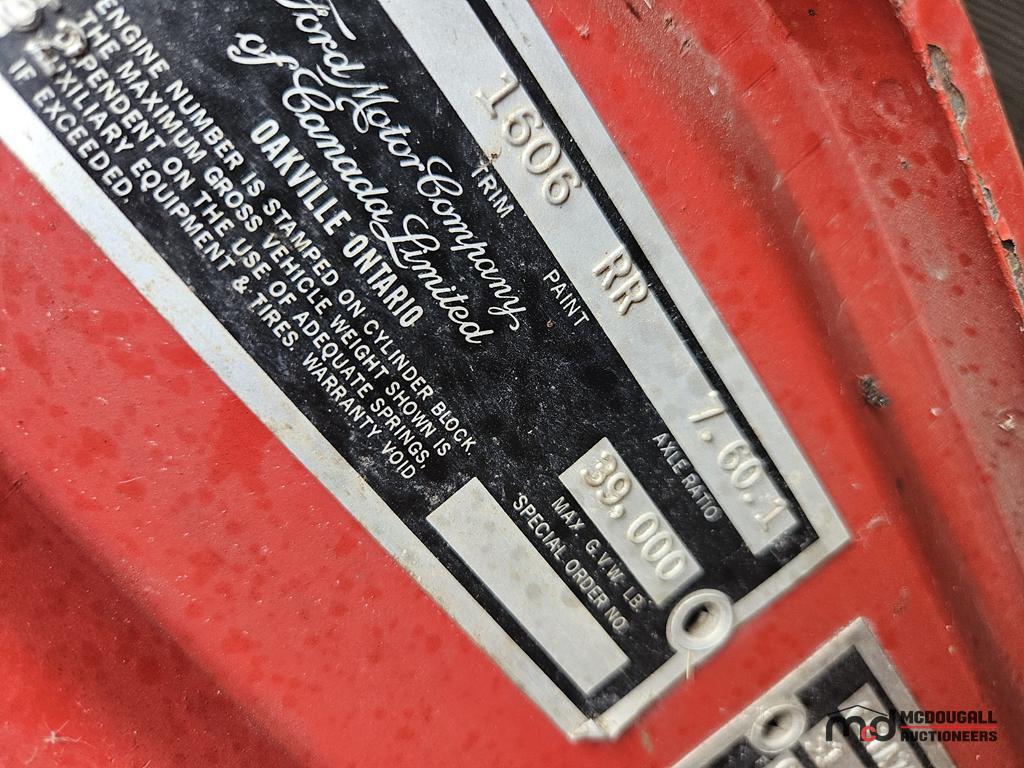 1606 RR 7.60.1
TRIM PAINT AXLE RATIO
Ford Motor Company
of Canada Limited
OAKVILLE ONTARIO
39,000
MAX. G.V.W. LB.
SPECIAL ORDER NO.
ENGINE NUMBER IS STAMPED ON CYLINDER BLOCK.
THE MAXIMUM GROSS VEHICLE WEIGHT SHOWN IS
DEPENDENT ON THE USE OF ADEQUATE SPRINGS,
AUXILIARY EQUIPMENT & TIRES. WARRANTY VOID
IF EXCEEDED.
mcd MCDOUGALL
AUCTIONEERS